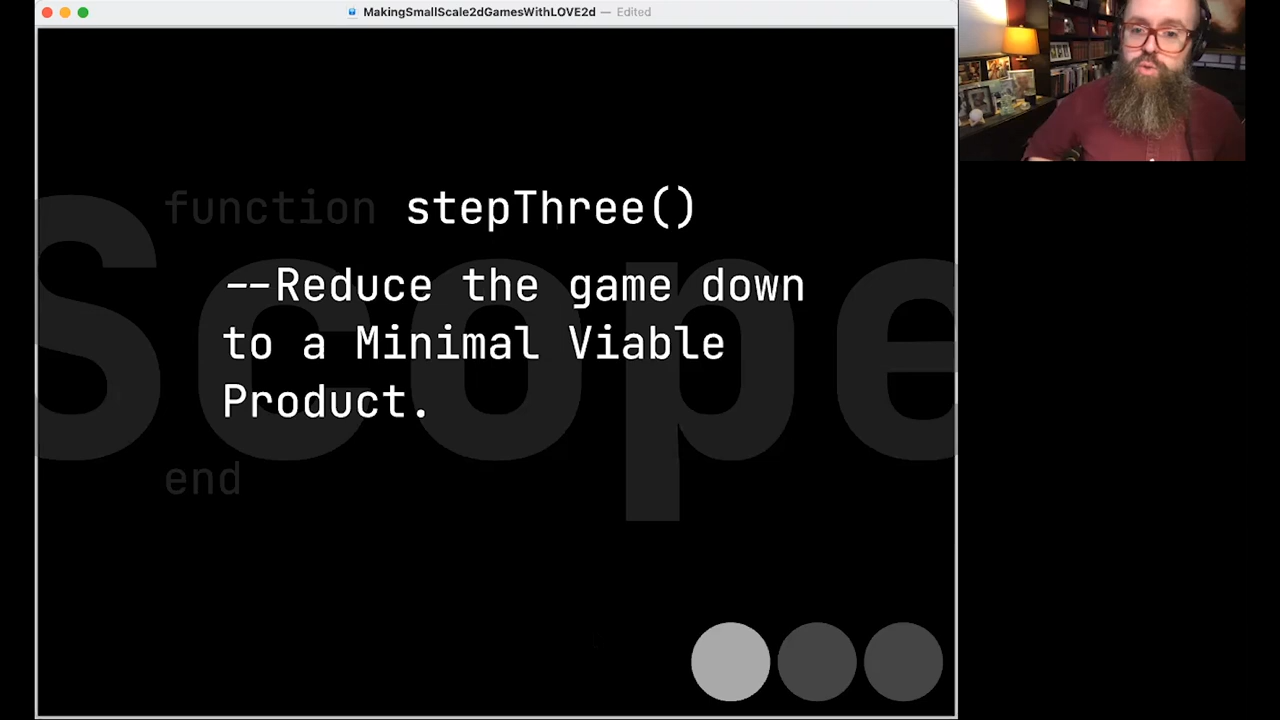 MakingSmallScale2dGamesWithLOVE2d — Edited
Scope
function stepThree()
--Reduce the game down
to a Minimal Viable
Product.
end